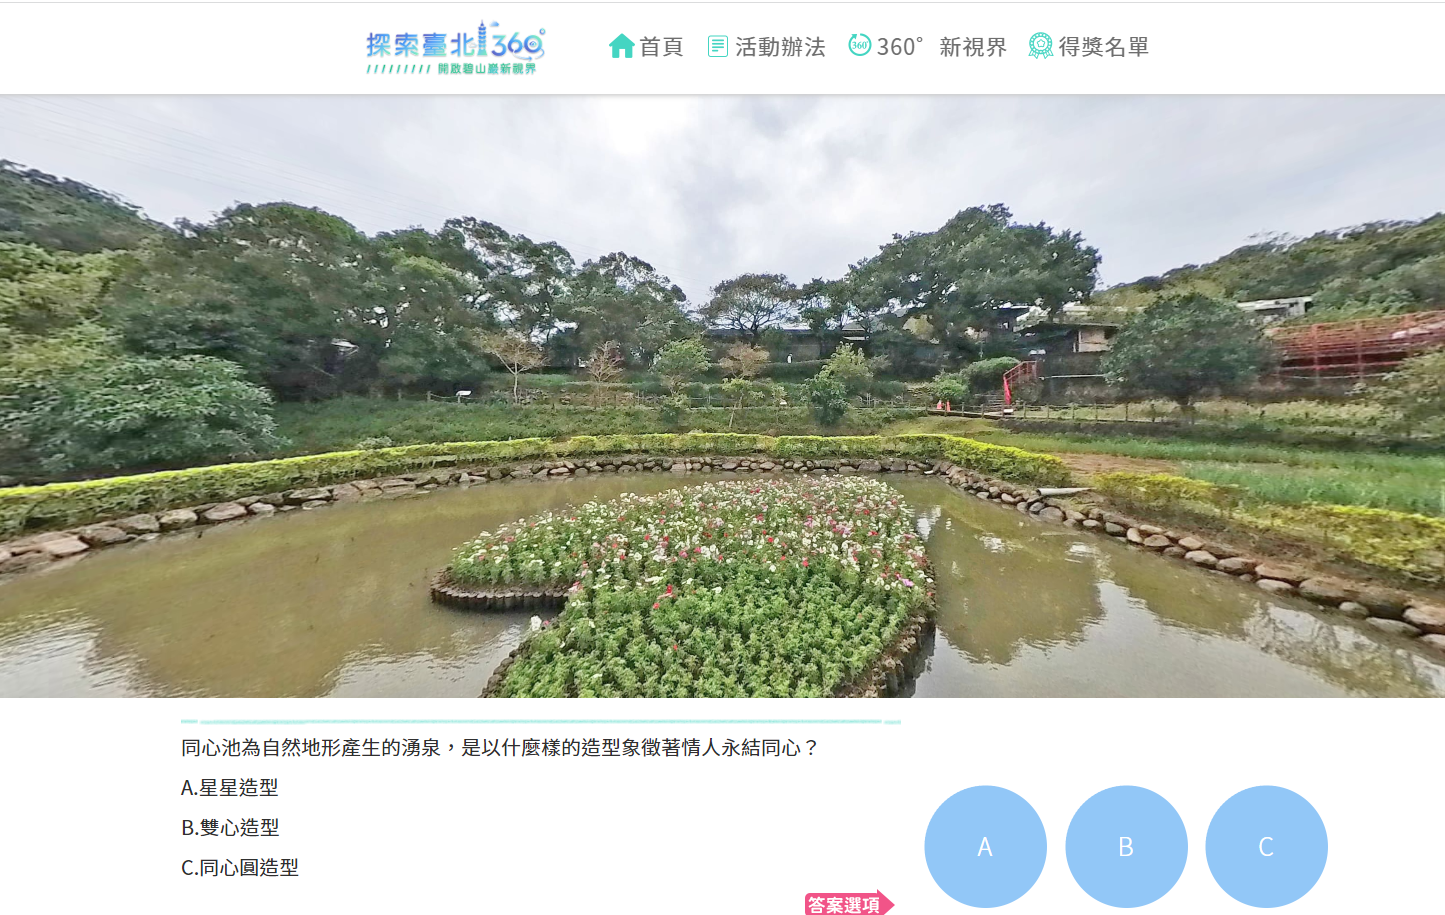 探索臺北360°
開啟碧山巖新視界
首頁
活動辦法
360°新視界
得獎名單
同心池為自然地形產生的湧泉，是以什麼樣的造型象徵著情人永結同心？
A.星星造型
B.雙心造型
C.同心圓造型
A
B
C
答案選項